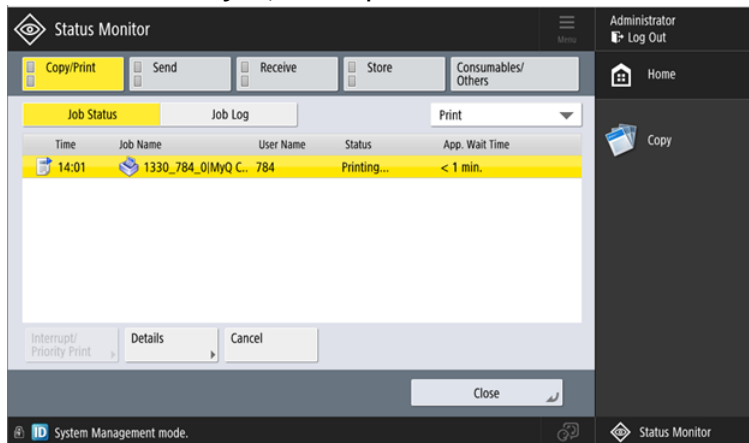 Status Monitor
Menu
Administrator
Log Out
Copy/Print
Send
Receive
Store
Consumables/
Others
Home
Job Status
Job Log
Print
Copy
Time
Job Name
User Name
Status
App. Wait Time
14:01
1330_784_0|MyQ C..
784
Printing...
< 1 min.
Interrupt/
Priority Print
Details
Cancel
Close
ID
System Management mode.
Status Monitor